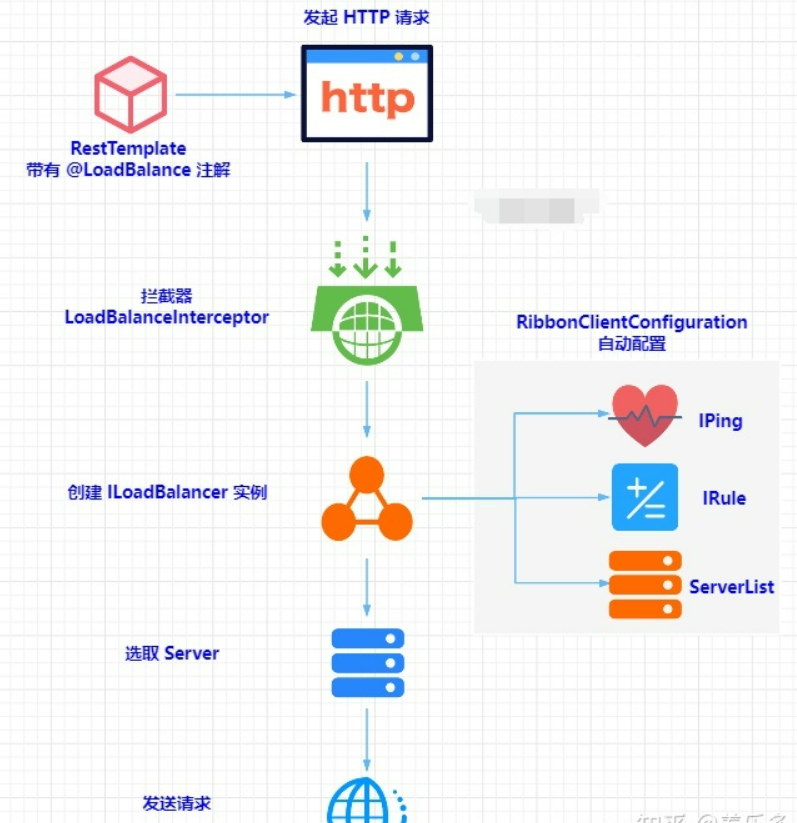 发起 HTTP 请求
http
RestTemplate
带有 @LoadBalance 注解
拦截器
LoadBalanceInterceptor
RibbonClientConfiguration
自动配置
IPing
创建 ILoadBalancer 实例
IRule
ServerList
选取 Server
发送请求